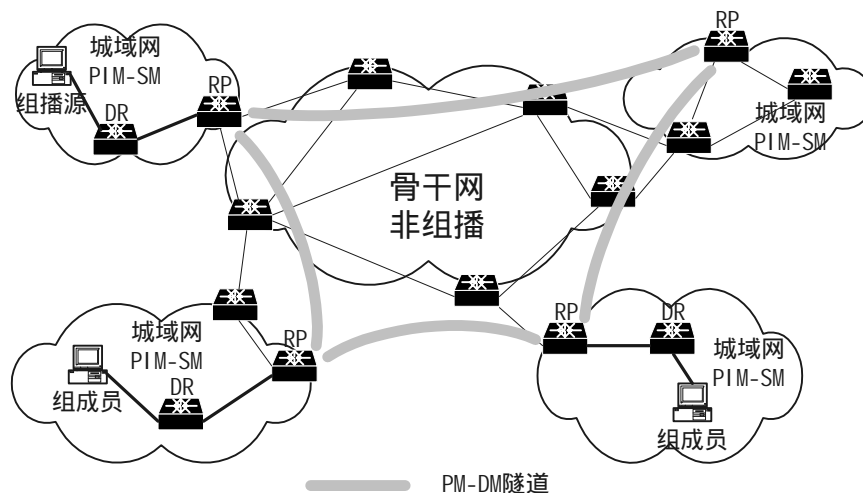 城域网
PIM-SM
组播源
DR
RP
RP
城域网
PIM-SM
骨干网
非组播
城域网
PIM-SM
组成员
DR
RP
RP
DR
城域网
PIM-SM
组成员
PM-DM隧道